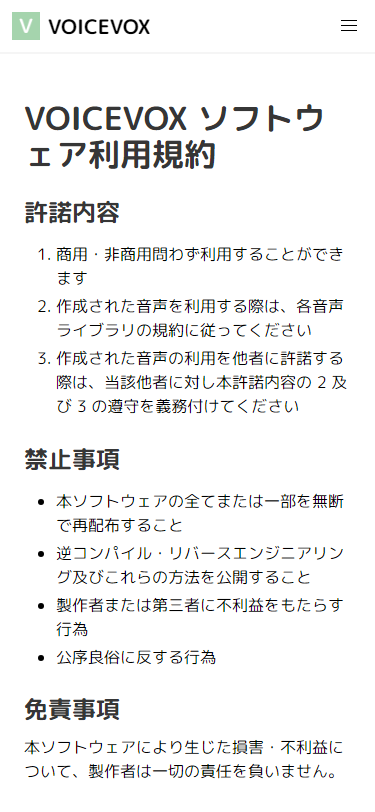 V VOICEVOX
VOICEVOX ソフトウ
ェア利用規約
許諾内容
1. 商用・非商用問わず利用することができ
ます
2. 作成された音声を利用する際は、各音声
ライブラリの規約に従ってください
3. 作成された音声の利用を他者に許諾する
際は、当該他者に対し本許諾内容の 2 及
び 3 の遵守を義務付けてください
禁止事項
• 本ソフトウェアの全てまたは一部を無断
で再配布すること
• 逆コンパイル・リバースエンジニアリン
グ及びこれらの方法を公開すること
• 製作者または第三者に不利益をもたらす
行為
• 公序良俗に反する行為
免責事項
本ソフトウェアにより生じた損害・不利益に
ついて、製作者は一切の責任を負いません。